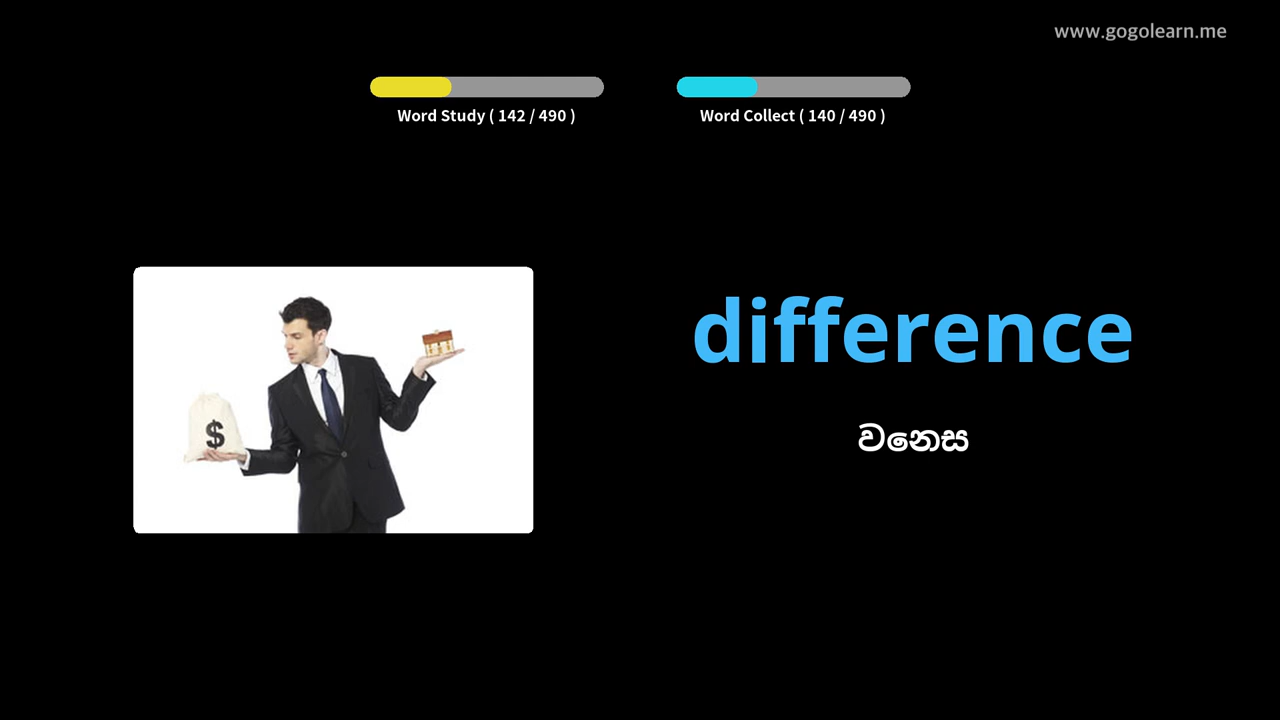 www.gogolearn.me
Word Study ( 142 / 490 )
Word Collect ( 140 / 490 )
$
difference
වෙනස